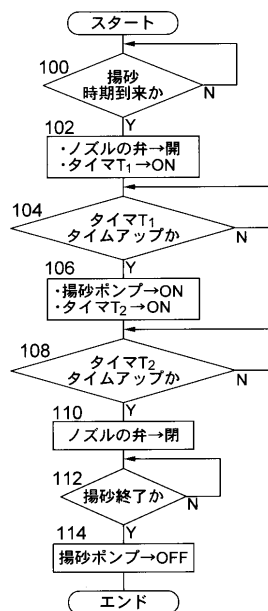 スタート
100
揚砂
時期到来か
N
Y
102
・ノズルの弁→開
・タイマT₁→ON
104
タイマT₁
タイムアップか
N
Y
106
・揚砂ポンプ→ON
・タイマT₂→ON
108
タイマT₂
タイムアップか
N
Y
110
ノズルの弁→閉
112
揚砂終了か
N
Y
114
揚砂ポンプ→OFF
エンド